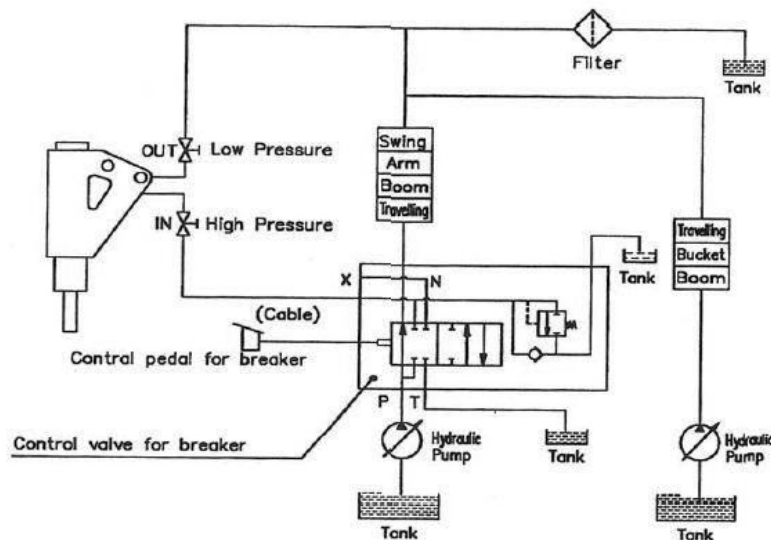 Filter
Tank
OUT
Low Pressure
Swing
Arm
Boom
Travelling
IN
High Pressure
Travelling
Bucket
Boom
Tank
X
N
(Cable)
Control pedal for breaker
P
T
Control valve for breaker
Hydraulic
Pump
Tank
Hydraulic
Pump
Tank
Tank